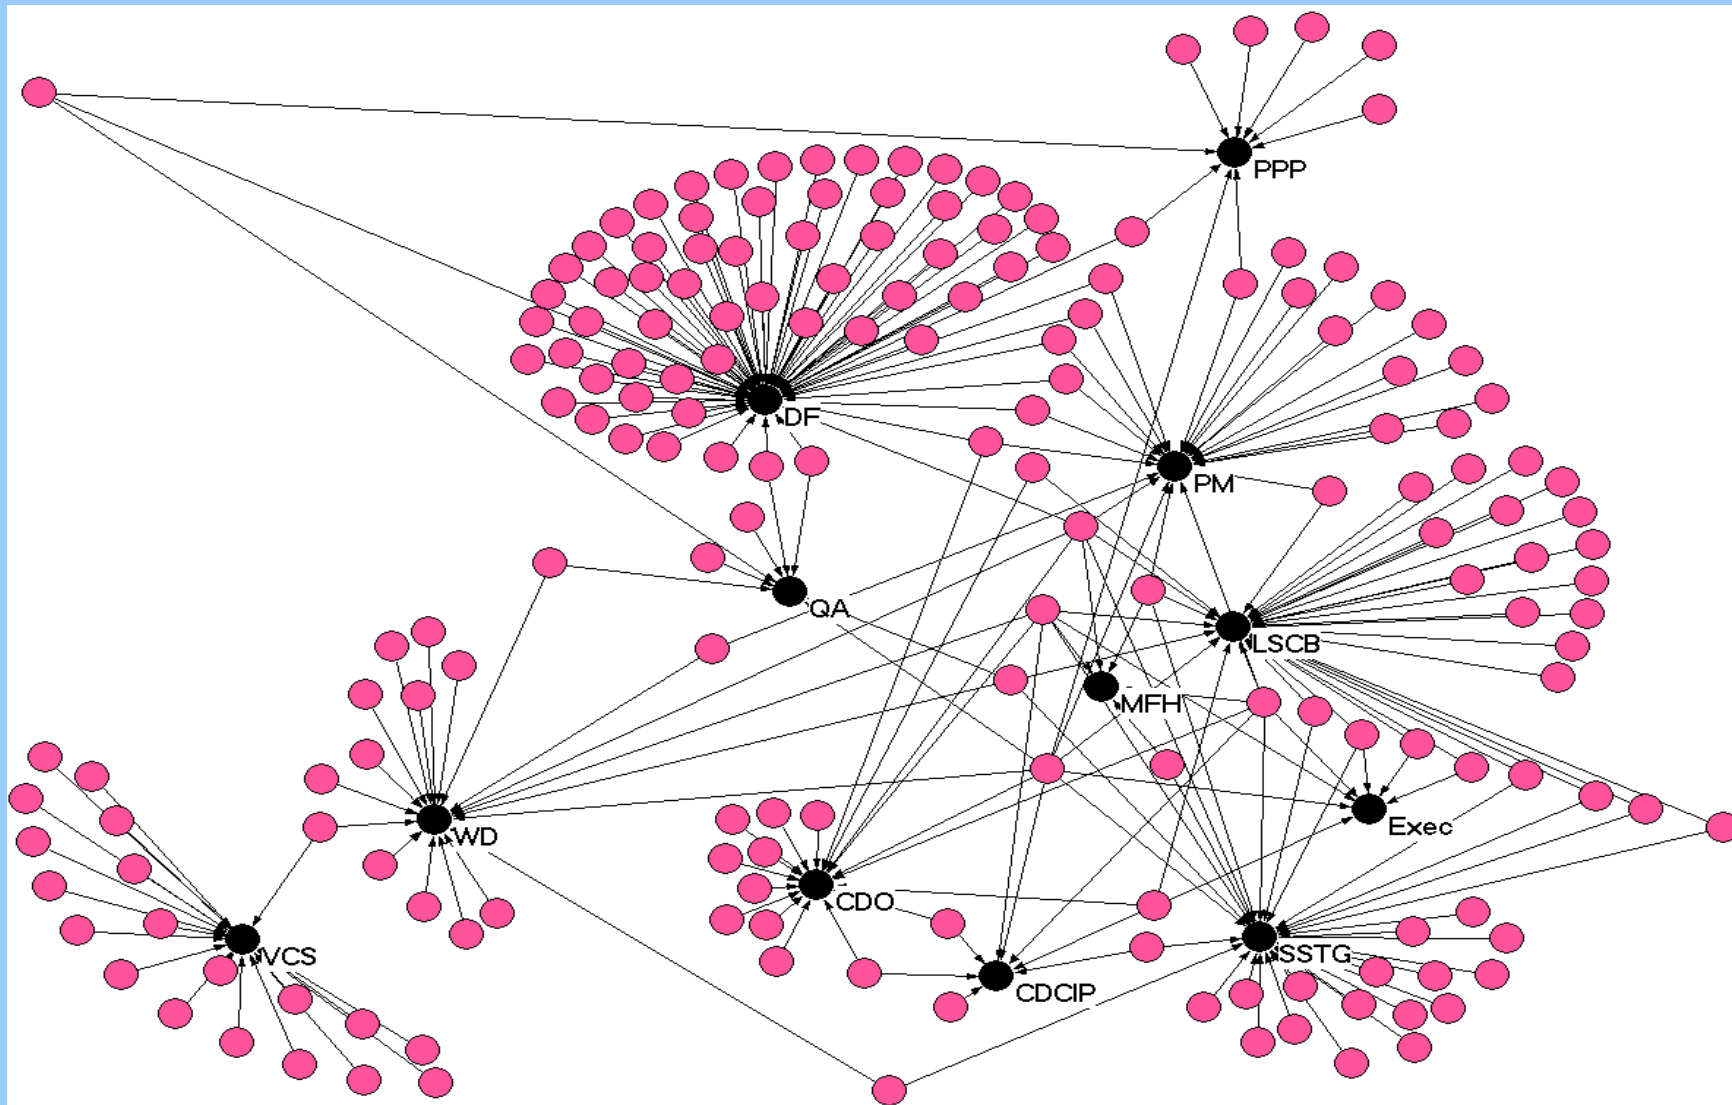 PPP
DF
PM
QA
LSCB
MFH
Exec
WD
CDO
VCS
SSTG
CDCIP